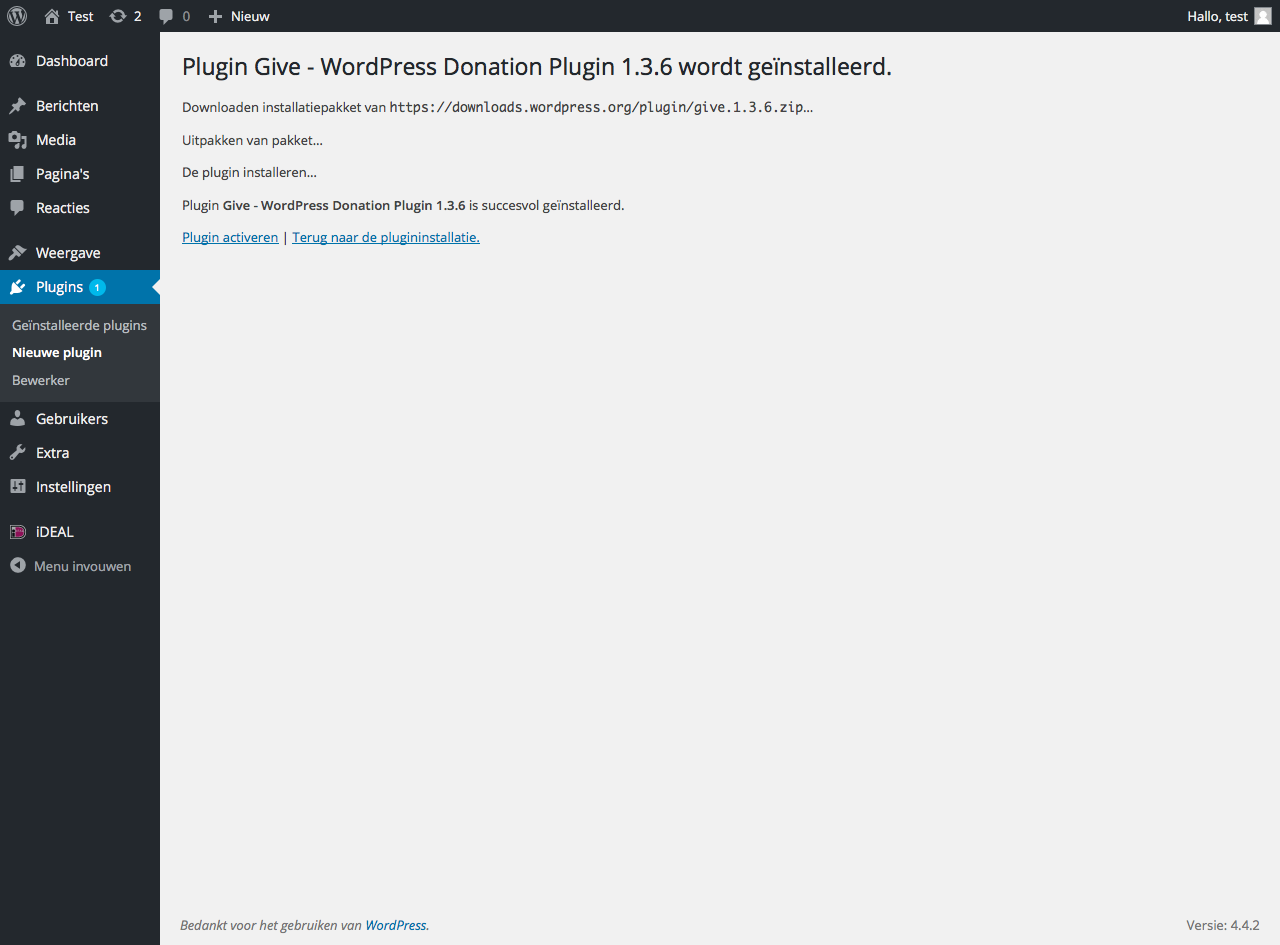 Test 2 0 Nieuw Hallo, test
Dashboard
Berichten
Media
Pagina's
Reacties
Weergave
Plugins 1
Geïnstalleerde plugins
Nieuwe plugin
Bewerker
Gebruikers
Extra
Instellingen
iDEAL
Menu invouwen
Plugin Give - WordPress Donation Plugin 1.3.6 wordt geïnstalleerd.
Downloaden installatiepakket van https://downloads.wordpress.org/plugin/give.1.3.6.zip…
Uitpakken van pakket…
De plugin installeren…
Plugin Give - WordPress Donation Plugin 1.3.6 is succesvol geïnstalleerd.
Plugin activeren | Terug naar de plugininstallatie.
Bedankt voor het gebruiken van WordPress. Versie: 4.4.2